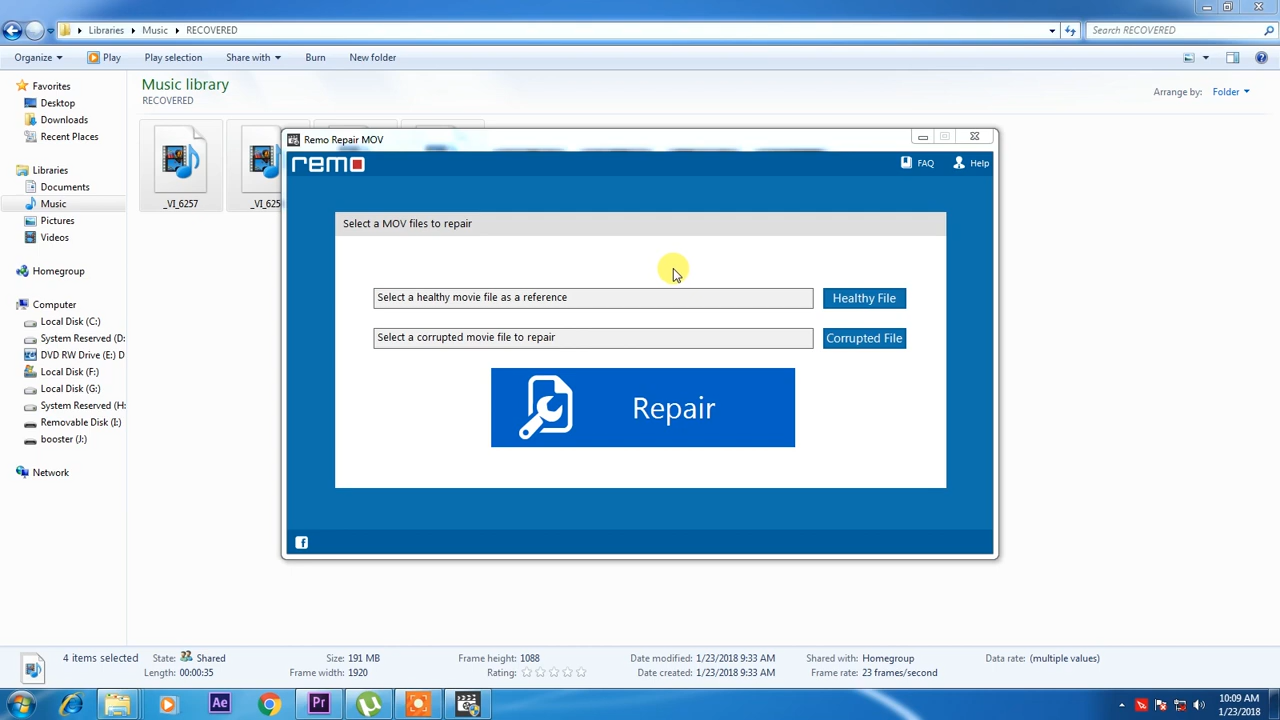 Libraries Music RECOVERED
Search RECOVERED
Organize Play Play selection Share with Burn New folder
Favorites
Desktop
Downloads
Recent Places
Libraries
Documents
Music
Pictures
Videos
Homegroup
Computer
Local Disk (C:)
System Reserved (D:
DVD RW Drive (E:) D
Local Disk (F:)
Local Disk (G:)
System Reserved (H:
Removable Disk (I:)
booster (J:)
Network
Music library
RECOVERED
Arrange by: Folder
_VI_6257
_VI_625
Remo Repair MOV
remo
FAQ Help
Select a MOV files to repair
Select a healthy movie file as a reference
Healthy File
Select a corrupted movie file to repair
Corrupted File
Repair
f
4 items selected State: Shared Size: 191 MB Frame height: 1088 Date modified: 1/23/2018 9:33 AM Shared with: Homegroup Data rate: (multiple values)
Length: 00:00:35 Frame width: 1920 Rating: Date created: 1/23/2018 9:33 AM Frame rate: 23 frames/second
Ae
Pr
10:09 AM
1/23/2018